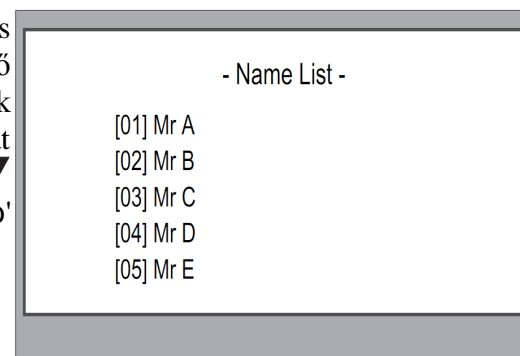 - Name List -
[01] Mr A
[02] Mr B
[03] Mr C
[04] Mr D
[05] Mr E